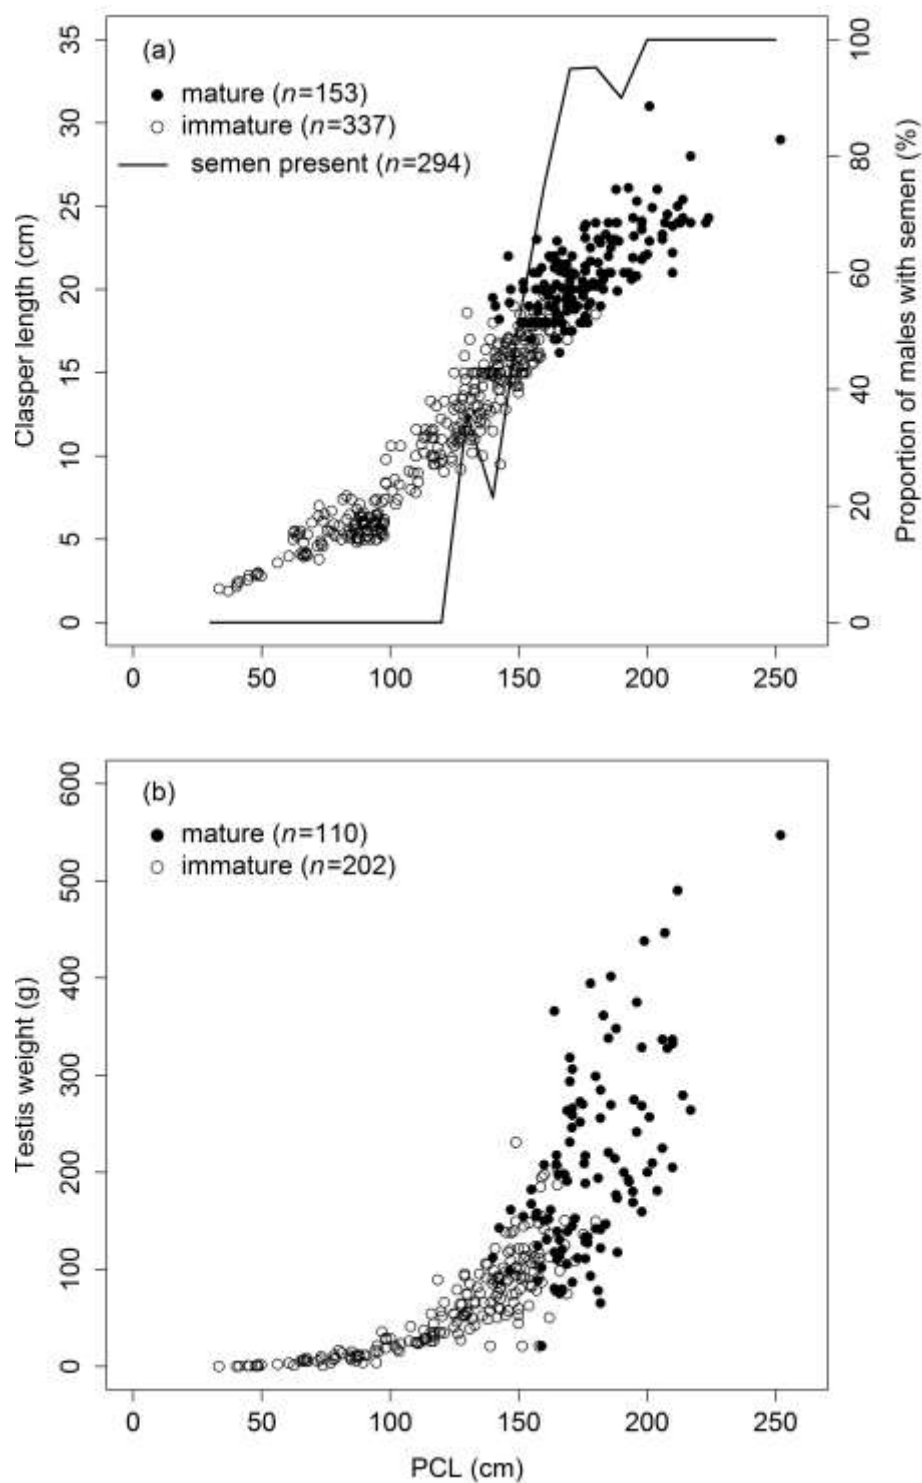 (a)
mature (n=153)
immature (n=337)
semen present (n=294)
Clasper length (cm)
35
30
25
20
15
10
5
0
Proportion of males with semen (%)
100
80
60
40
20
0
0 50 100 150 200 250
(b)
mature (n=110)
immature (n=202)
Testis weight (g)
600
500
400
300
200
100
0
0 50 100 150 200 250
PCL (cm)